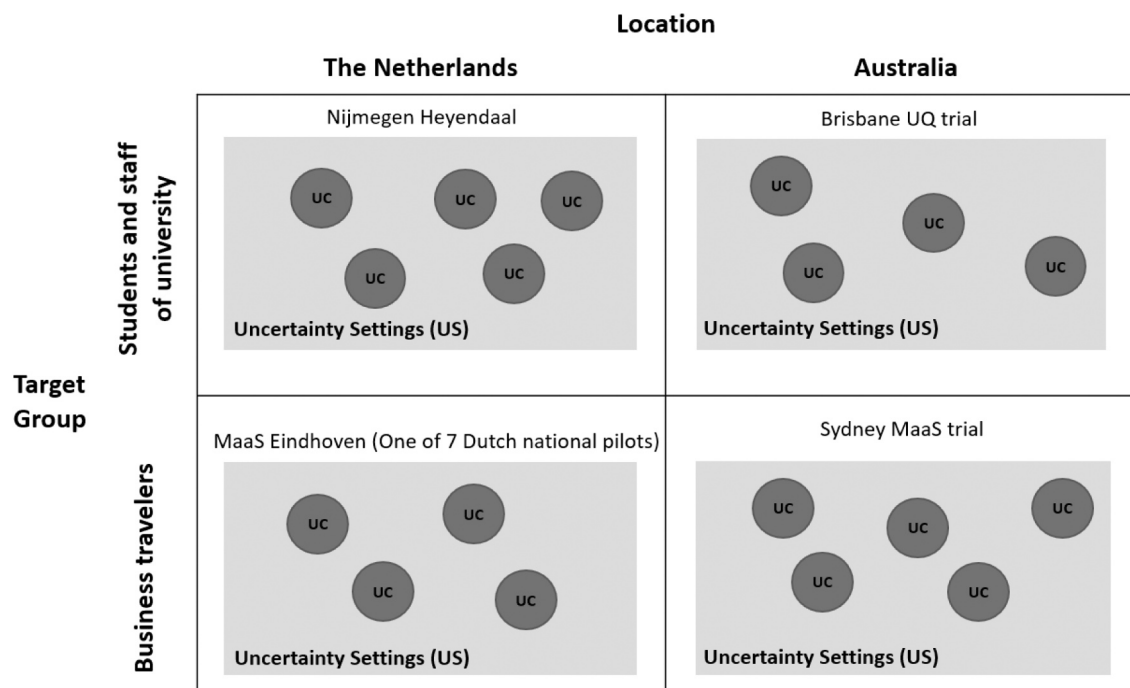 Location
The Netherlands
Australia
Target
Group
Students and staff
of university
Nijmegen Heyendaal
UC
UC
UC
UC
UC
Uncertainty Settings (US)
Brisbane UQ trial
UC
UC
UC
UC
Uncertainty Settings (US)
Business travelers
MaaS Eindhoven (One of 7 Dutch national pilots)
UC
UC
UC
UC
Uncertainty Settings (US)
Sydney MaaS trial
UC
UC
UC
UC
UC
Uncertainty Settings (US)